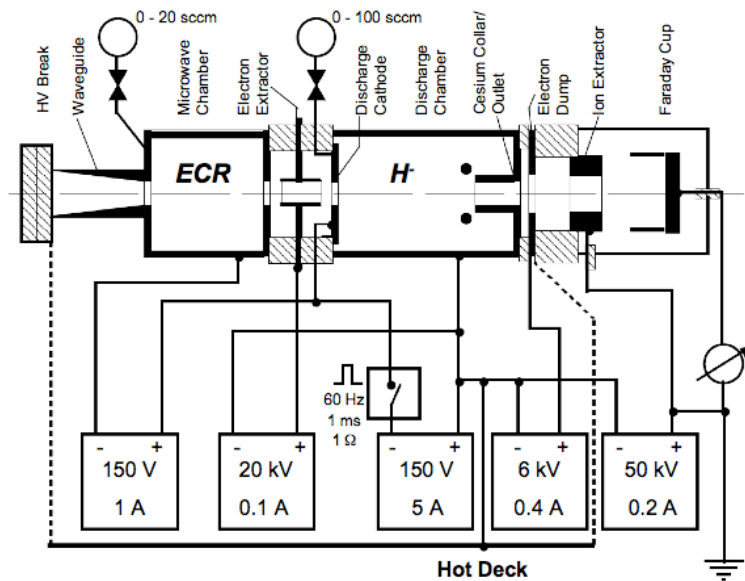 0 - 20 sccm
0 - 100 sccm
HV Break
Waveguide
Microwave
Chamber
Electron
Extractor
Discharge
Cathode
Discharge
Chamber
Cesium Collar/
Outlet
Electron
Dump
Ion Extractor
Faraday Cup
ECR
H-
60 Hz
1 ms
1 Ω
- +
150 V
1 A
- +
20 kV
0.1 A
- +
150 V
5 A
- +
6 kV
0.4 A
- +
50 kV
0.2 A
Hot Deck